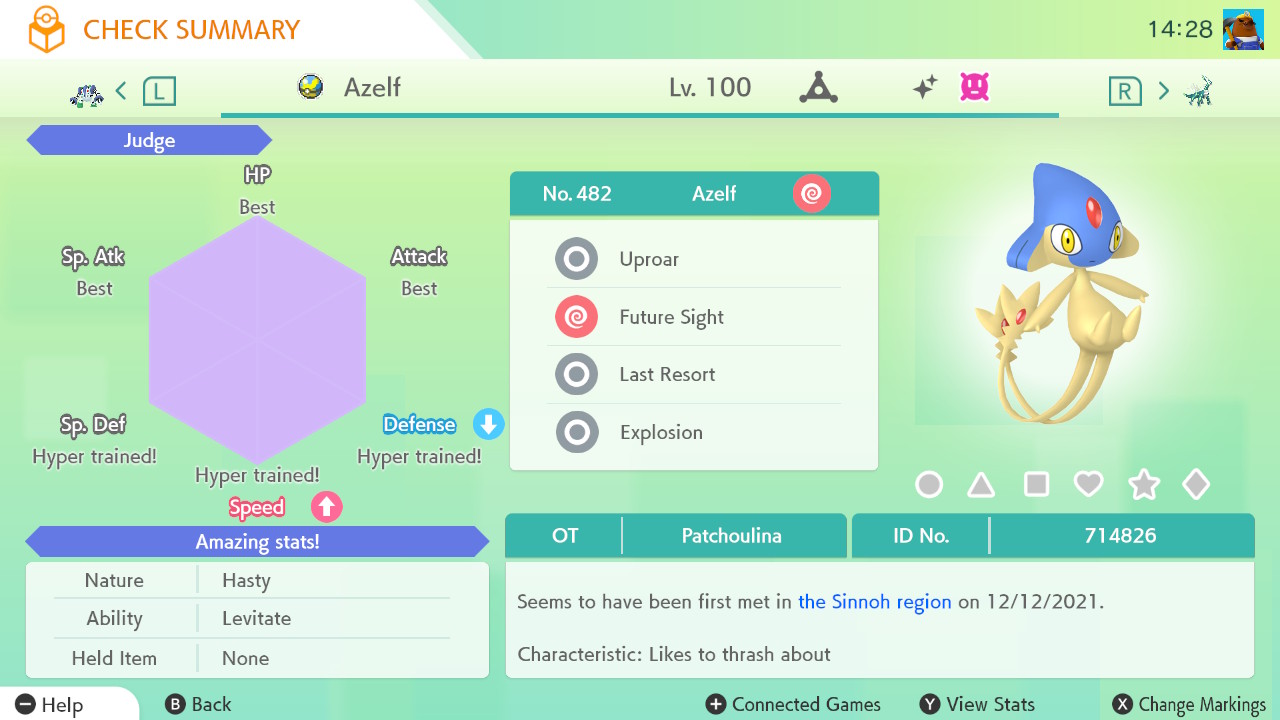 CHECK SUMMARY
14:28
L
Azelf
Lv. 100
R
Judge
HP
Best
Sp. Atk
Best
Attack
Best
Sp. Def
Hyper trained!
Defense
Hyper trained!
Hyper trained!
Speed
Amazing stats!
Nature Hasty
Ability Levitate
Held Item None
No. 482 Azelf
Uproar
Future Sight
Last Resort
Explosion
OT Patchoulina
ID No. 714826
Seems to have been first met in the Sinnoh region on 12/12/2021.
Characteristic: Likes to thrash about
Help
B Back
Connected Games
Y View Stats
X Change Markings